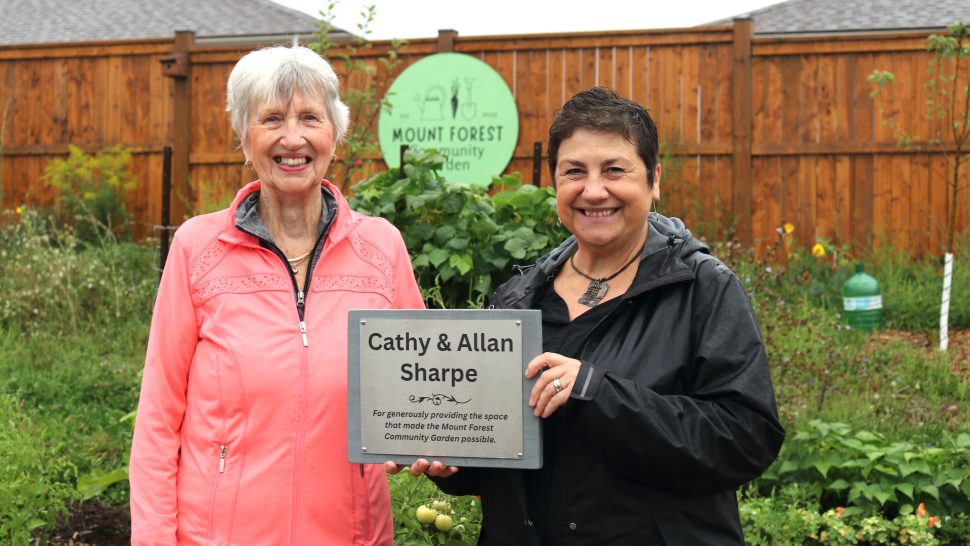 MOUNT FOREST
Community
Garden
Cathy & Allan
Sharpe
For generously providing the space
that made the Mount Forest
Community Garden possible.